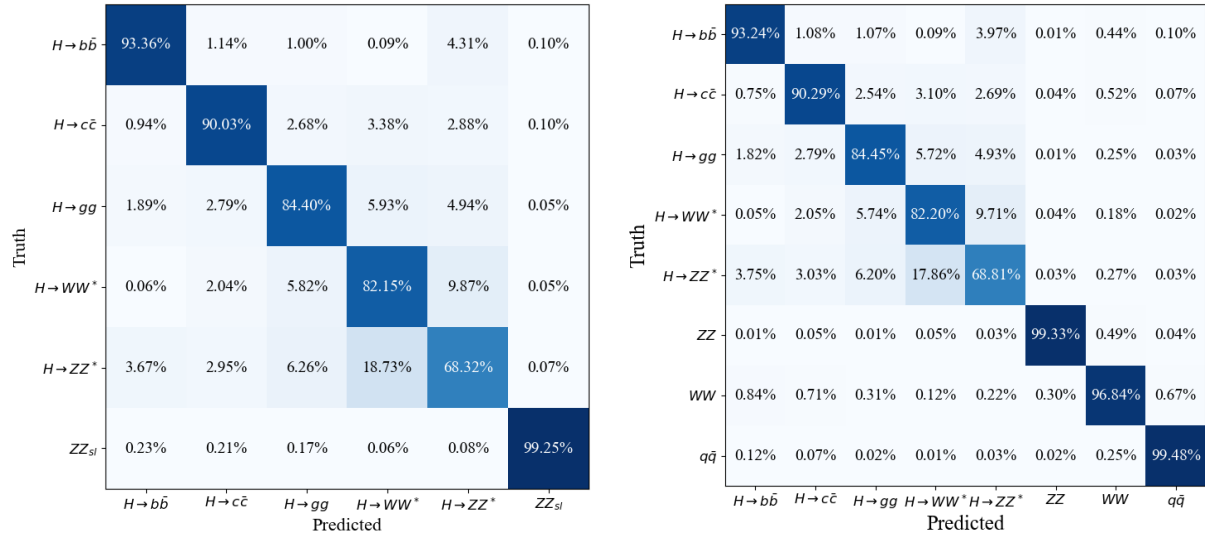 Truth
H→bb̄ 93.36% 1.14% 1.00% 0.09% 4.31% 0.10%
H→cc̄ 0.94% 90.03% 2.68% 3.38% 2.88% 0.10%
H→gg 1.89% 2.79% 84.40% 5.93% 4.94% 0.05%
H→WW* 0.06% 2.04% 5.82% 82.15% 9.87% 0.05%
H→ZZ* 3.67% 2.95% 6.26% 18.73% 68.32% 0.07%
ZZsl 0.23% 0.21% 0.17% 0.06% 0.08% 99.25%
H→bb̄ H→cc̄ H→gg H→WW* H→ZZ* ZZsl
Predicted
Truth
H→bb̄ 93.24% 1.08% 1.07% 0.09% 3.97% 0.01% 0.44% 0.10%
H→cc̄ 0.75% 90.29% 2.54% 3.10% 2.69% 0.04% 0.52% 0.07%
H→gg 1.82% 2.79% 84.45% 5.72% 4.93% 0.01% 0.25% 0.03%
H→WW* 0.05% 2.05% 5.74% 82.20% 9.71% 0.04% 0.18% 0.02%
H→ZZ* 3.75% 3.03% 6.20% 17.86% 68.81% 0.03% 0.27% 0.03%
ZZ 0.01% 0.05% 0.01% 0.05% 0.03% 99.33% 0.49% 0.04%
WW 0.84% 0.71% 0.31% 0.12% 0.22% 0.30% 96.84% 0.67%
qq̄ 0.12% 0.07% 0.02% 0.01% 0.03% 0.02% 0.25% 99.48%
H→bb̄ H→cc̄ H→gg H→WW* H→ZZ* ZZ WW qq̄
Predicted